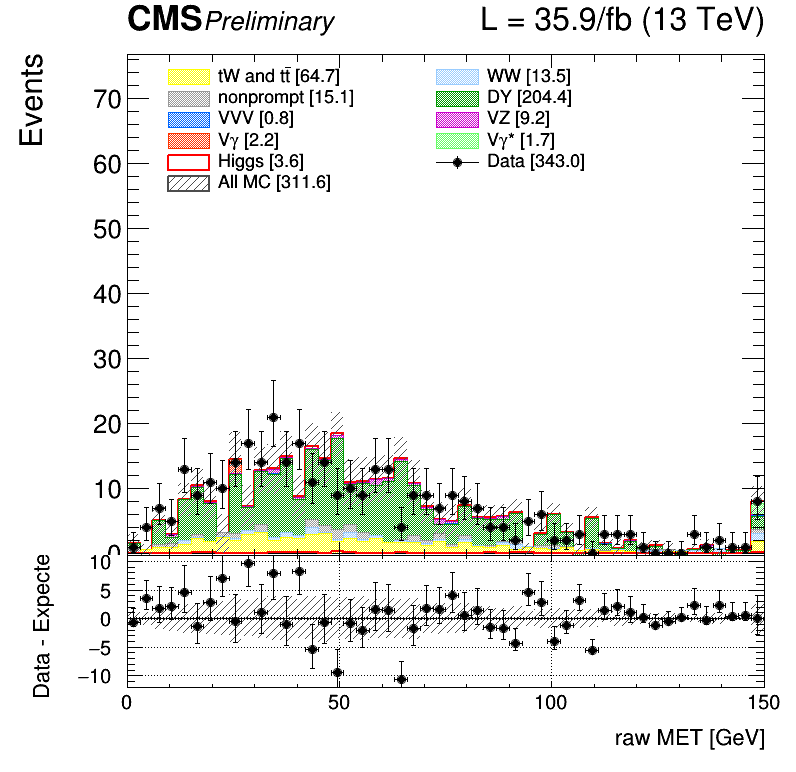 CMS Preliminary L = 35.9/fb (13 TeV)
Events
tW and tt̄ [64.7] WW [13.5]
nonprompt [15.1] DY [204.4]
VVV [0.8] VZ [9.2]
Vγ [2.2] Vγ* [1.7]
Higgs [3.6] Data [343.0]
All MC [311.6]
70
60
50
40
30
20
10
0
Data - Expecte
10
5
0
−5
−10
0 50 100 150
raw MET [GeV]